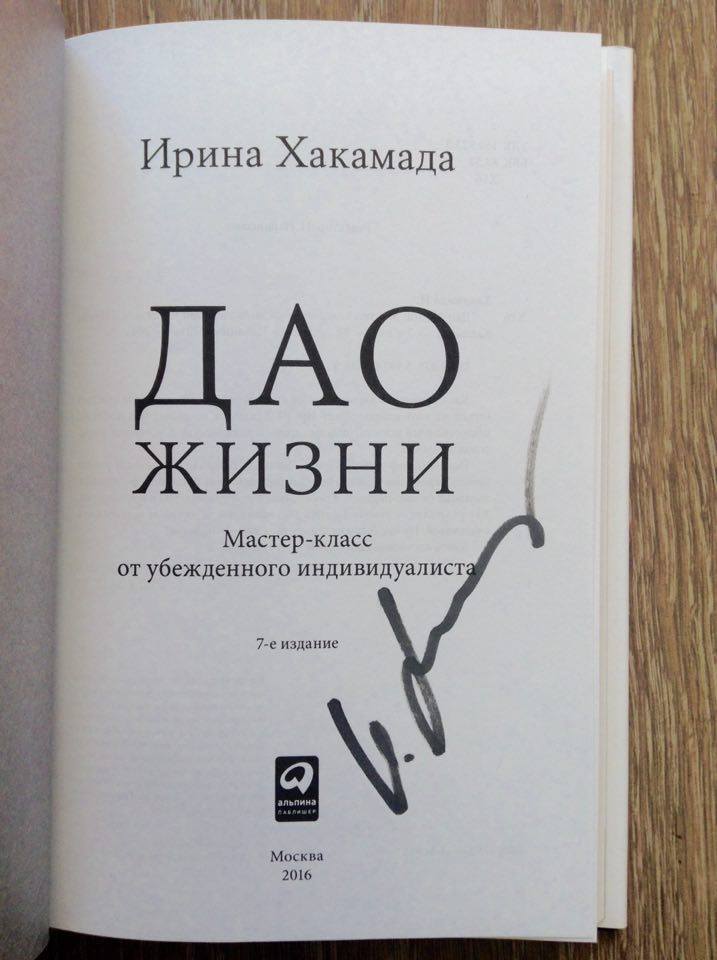 Ирина Хакамада
ДАО
ЖИЗНИ
Мастер-класс
от убежденного индивидуалиста
7-е издание
альпина
ПАБЛИШЕР
Москва
2016